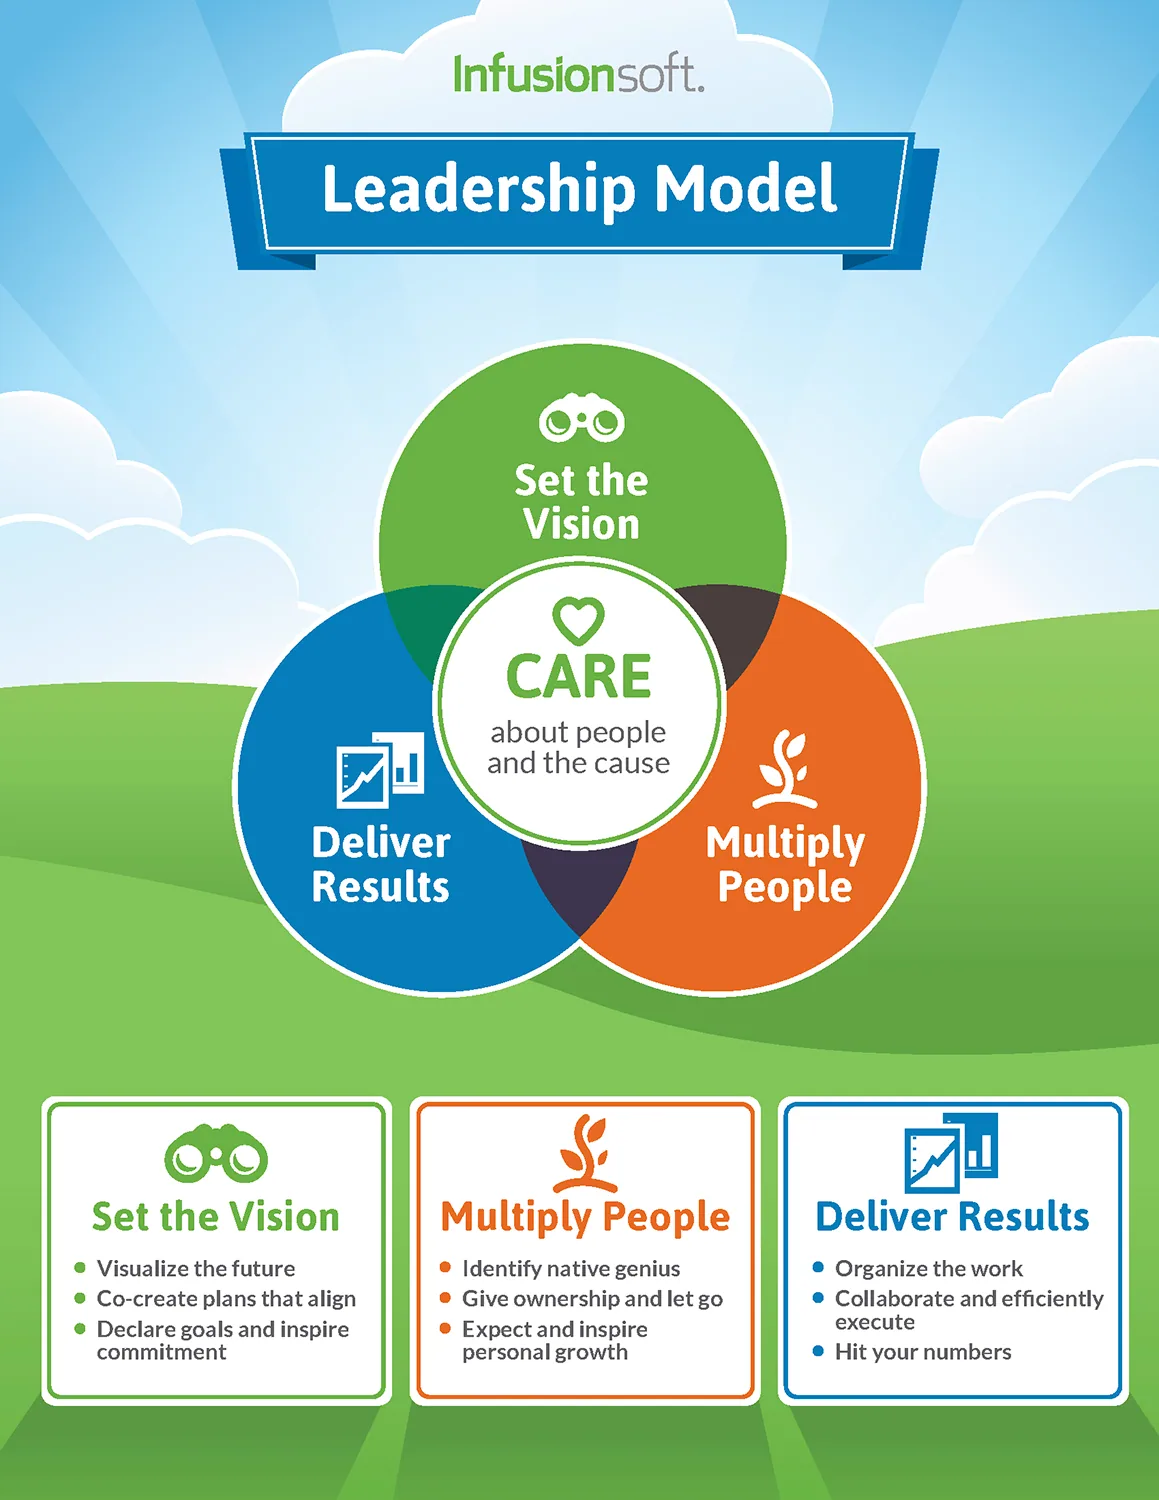 Infusionsoft.
Leadership Model
Set the
Vision
CARE
about people
and the cause
Deliver
Results
Multiply
People
Set the Vision
Visualize the future
Co-create plans that align
Declare goals and inspire
commitment
Multiply People
Identify native genius
Give ownership and let go
Expect and inspire
personal growth
Deliver Results
Organize the work
Collaborate and efficiently
execute
Hit your numbers